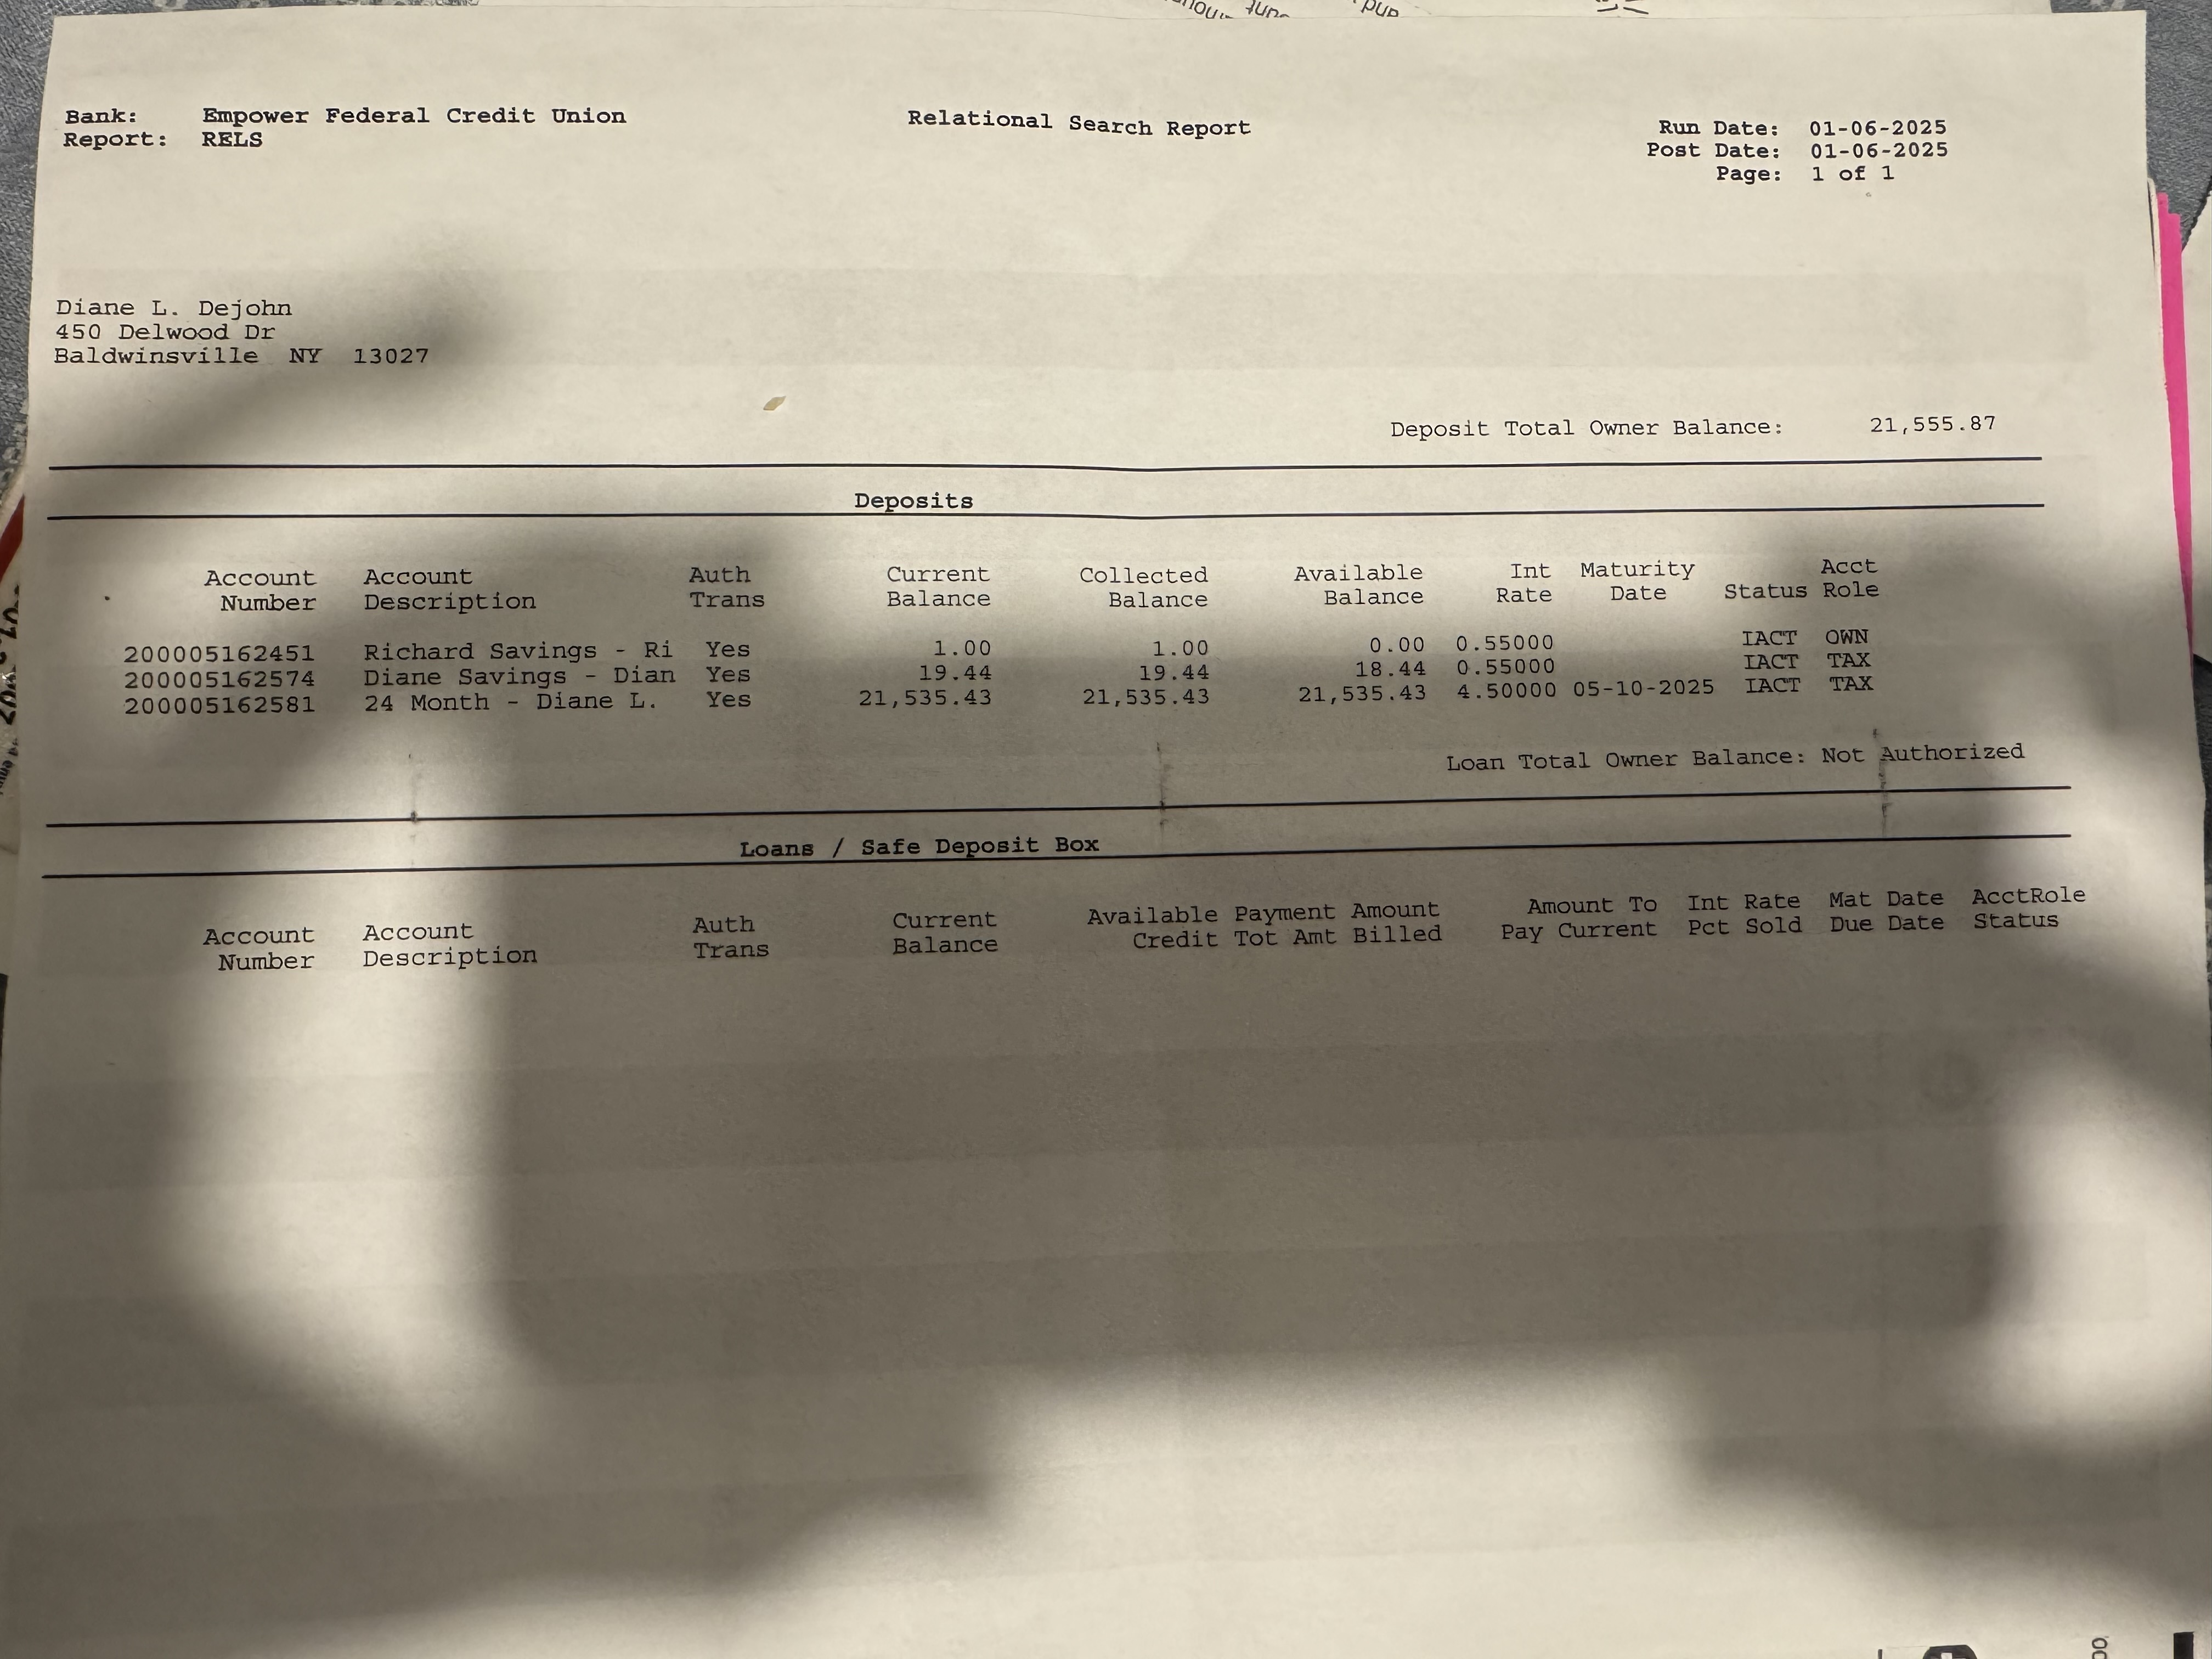 Bank: Empower Federal Credit Union Relational Search Report Run Date: 01-06-2025
Report: RELS Post Date: 01-06-2025
Page: 1 of 1
Diane L. Dejohn
450 Delwood Dr
Baldwinsville NY 13027
Deposit Total Owner Balance: 21,555.87
Deposits
Account Account Auth Current Collected Available Int Maturity Acct
Number Description Trans Balance Balance Balance Rate Date Status Role
200005162451 Richard Savings - Ri Yes 1.00 1.00 0.00 0.55000 IACT OWN
200005162574 Diane Savings - Dian Yes 19.44 19.44 18.44 0.55000 IACT TAX
200005162581 24 Month - Diane L. Yes 21,535.43 21,535.43 21,535.43 4.50000 05-10-2025 IACT TAX
Loan Total Owner Balance: Not Authorized
Loans / Safe Deposit Box
Account Account Auth Current Available Payment Amount Amount To Int Rate Mat Date AcctRole
Number Description Trans Balance Credit Tot Amt Billed Pay Current Pct Sold Due Date Status